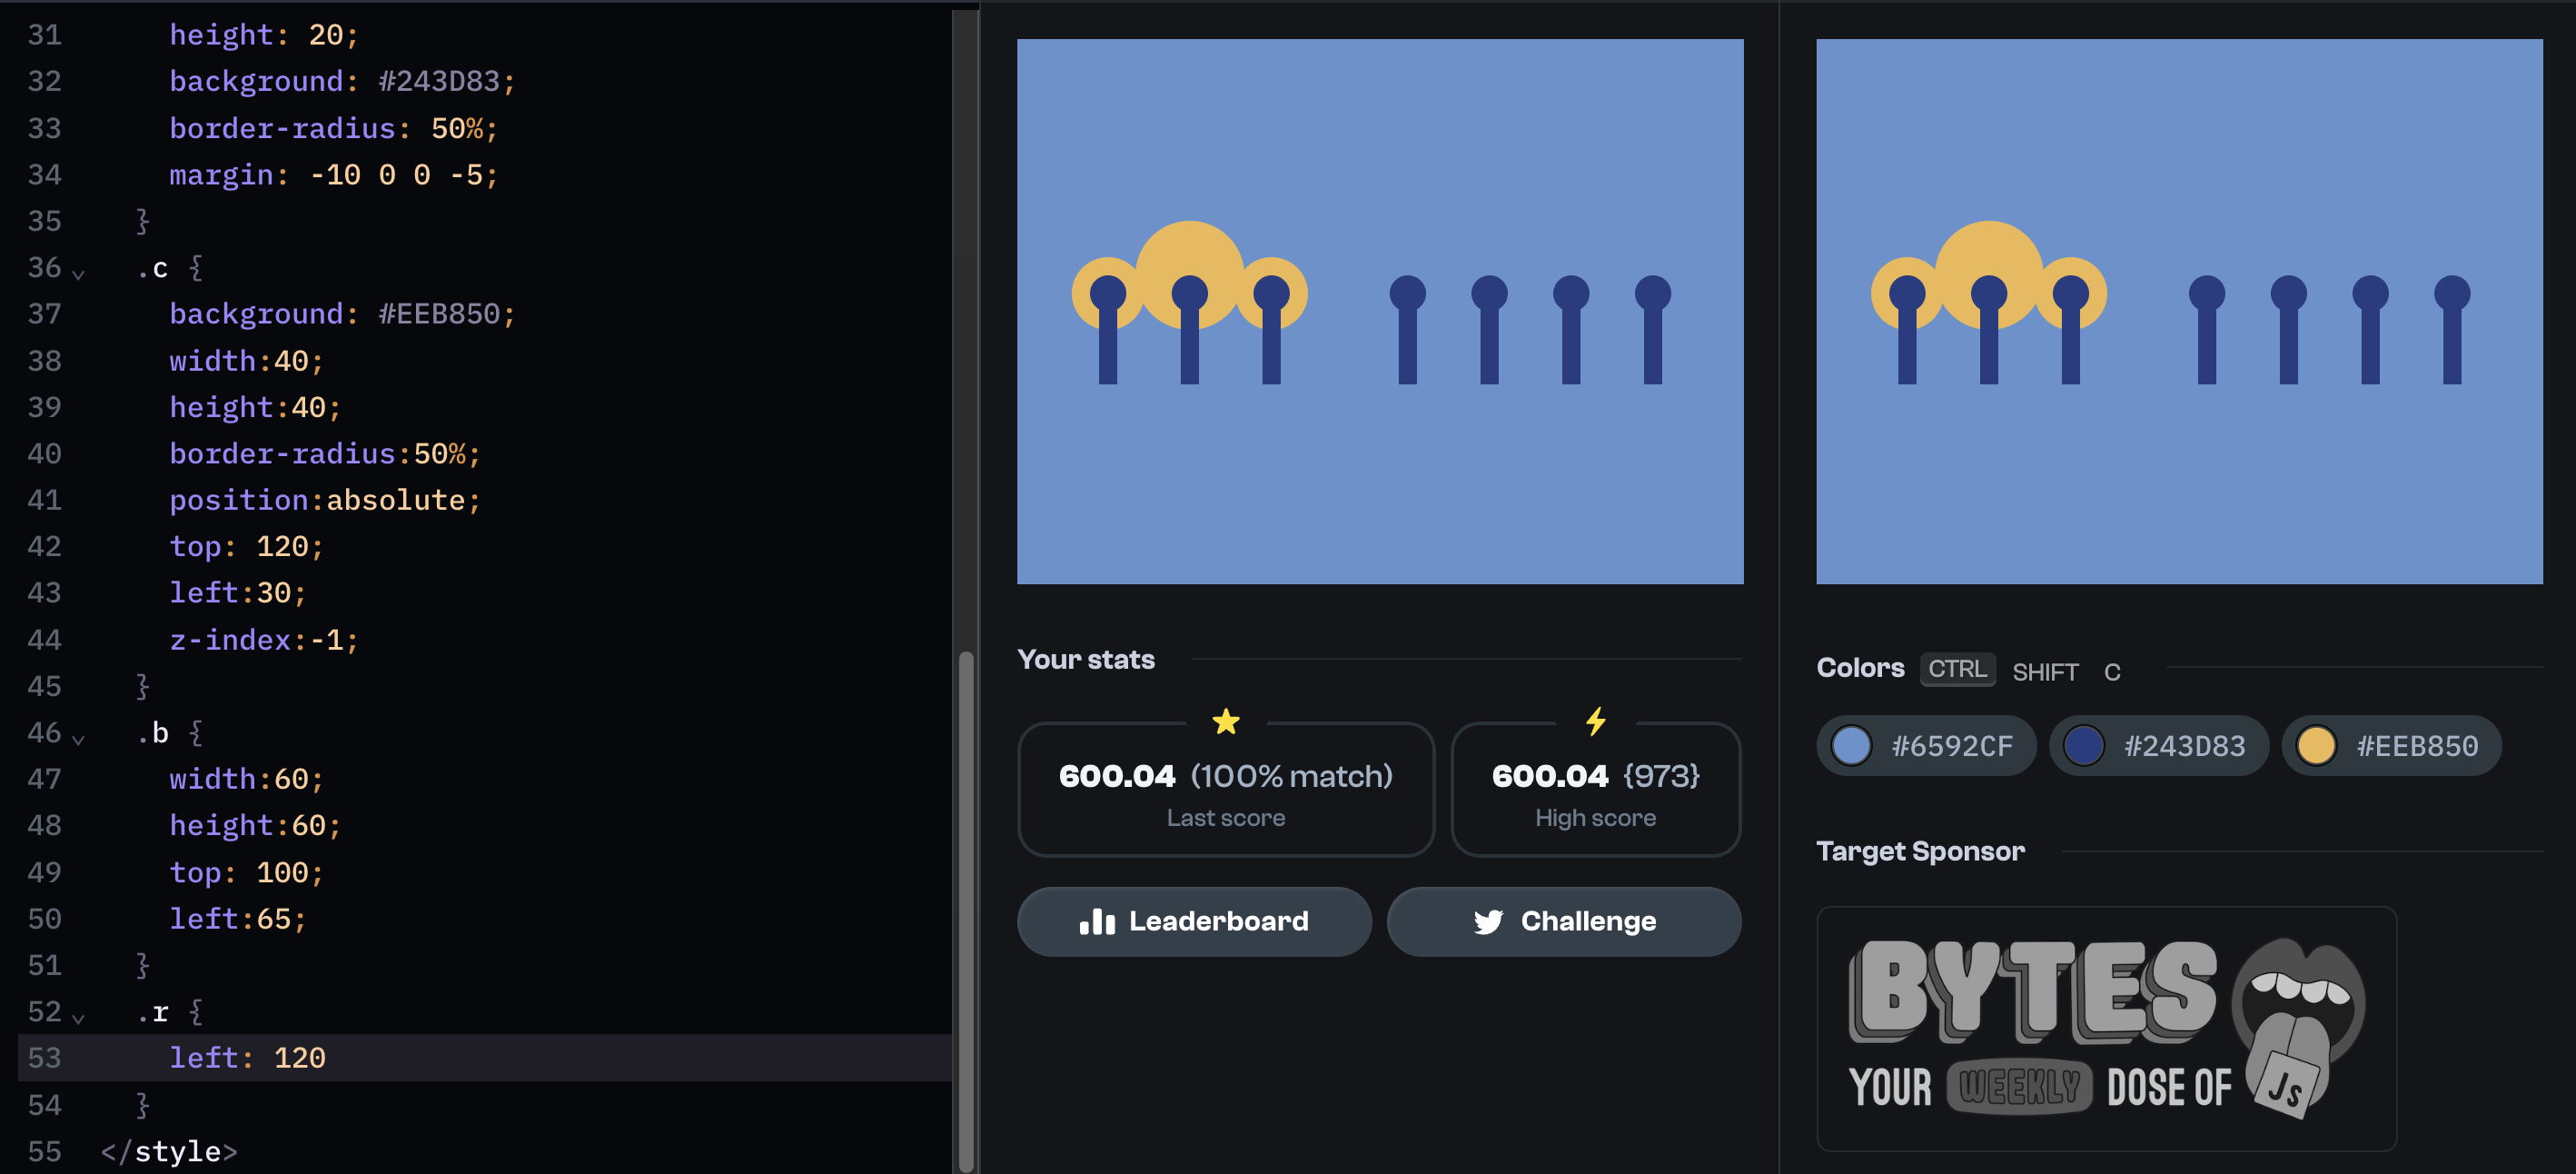 31 height: 20;
32 background: #243D83;
33 border-radius: 50%;
34 margin: -10 0 0 -5;
35 }
36 .c {
37 background: #EEB850;
38 width:40;
39 height:40;
40 border-radius:50%;
41 position:absolute;
42 top: 120;
43 left:30;
44 z-index:-1;
45 }
46 .b {
47 width:60;
48 height:60;
49 top: 100;
50 left:65;
51 }
52 .r {
53 left: 120
54 }
55 </style>
Your stats
600.04 (100% match)
Last score
600.04 {973}
High score
Leaderboard
Challenge
Colors CTRL SHIFT C
#6592CF #243D83 #EEB850
Target Sponsor
BYTES
YOUR WEEKLY DOSE OF JS